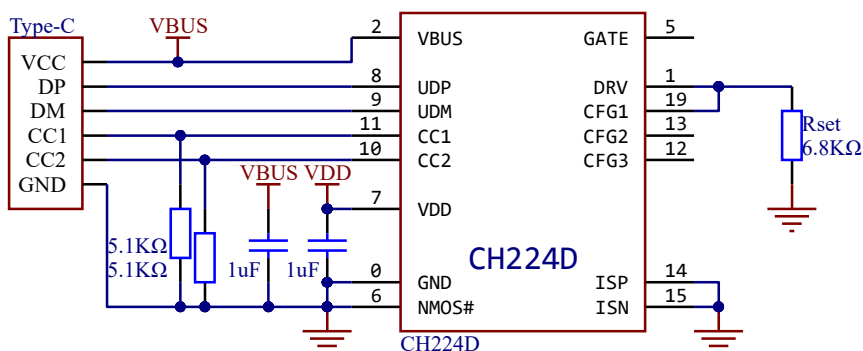 Type-C
VBUS
2
VBUS
GATE
5
VCC
DP
8
UDP
DRV
1
DM
9
UDM
CFG1
19
Rset
CC1
11
CC1
CFG2
13
6.8KΩ
CC2
10
CC2
CFG3
12
GND
VBUS
VDD
7
VDD
5.1KΩ
5.1KΩ
1uF
1uF
CH224D
0
GND
ISP
14
6
NMOS#
ISN
15
CH224D